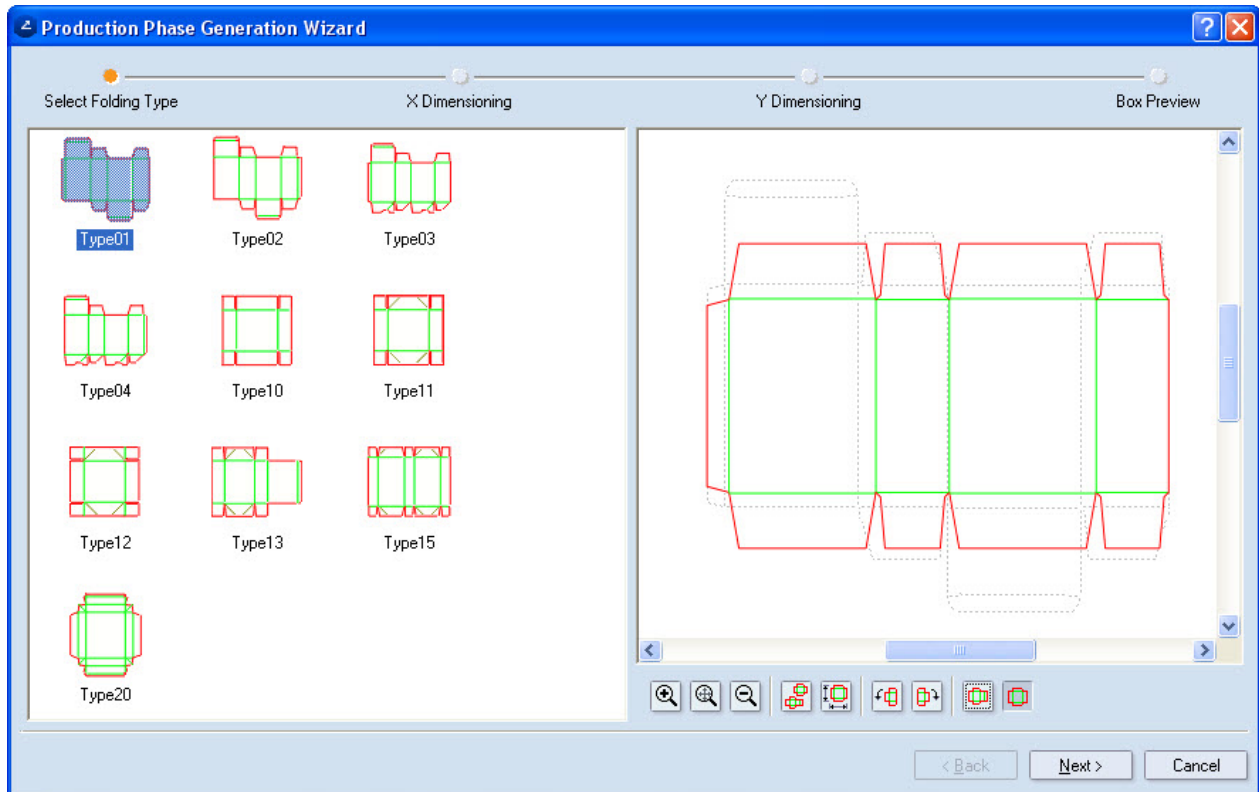 Production Phase Generation Wizard
Select Folding Type X Dimensioning Y Dimensioning Box Preview
Type01 Type02 Type03
Type04 Type10 Type11
Type12 Type13 Type15
Type20
< Back Next > Cancel